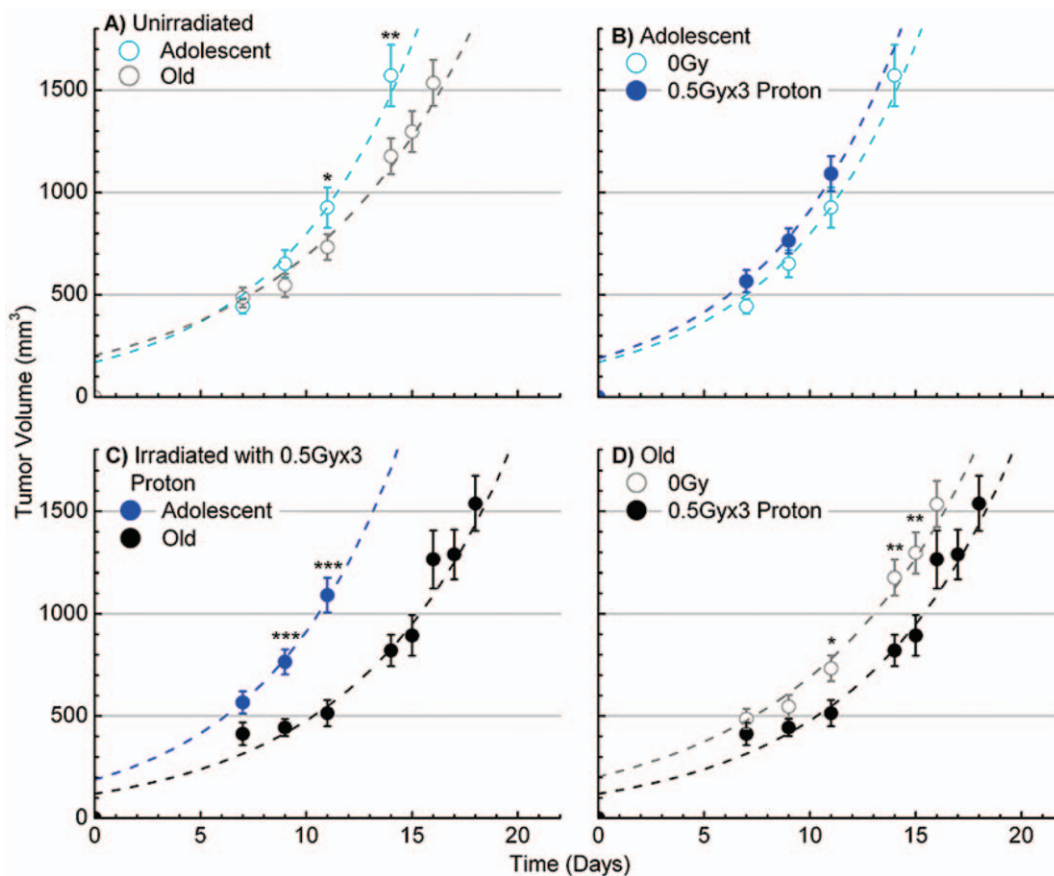 A) Unirradiated
Adolescent
Old
**
*
1500
1000
500
0
B) Adolescent
0Gy
0.5Gyx3 Proton
Tumor Volume (mm³)
C) Irradiated with 0.5Gyx3
Proton
Adolescent
Old
***
***
1500
1000
500
0
0
5
10
15
20
D) Old
0Gy
0.5Gyx3 Proton
**
**
*
0
5
10
15
20
Time (Days)